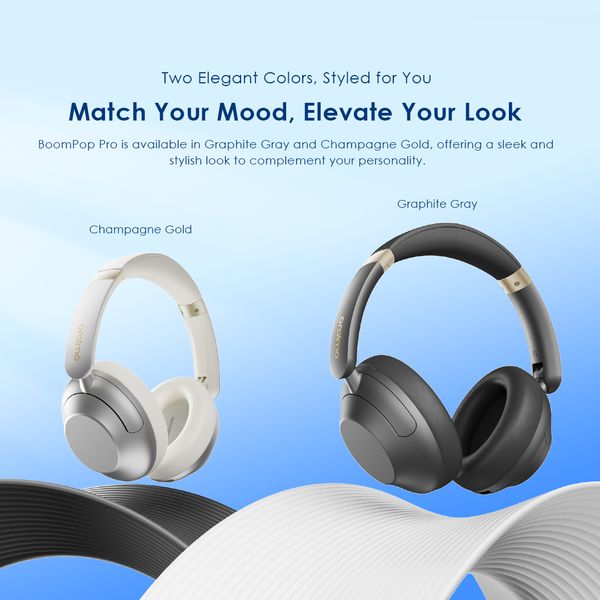 Two Elegant Colors, Styled for You
Match Your Mood, Elevate Your Look
BoomPop Pro is available in Graphite Gray and Champagne Gold, offering a sleek and
stylish look to complement your personality.
Graphite Gray
Champagne Gold
oraimo
oraimo